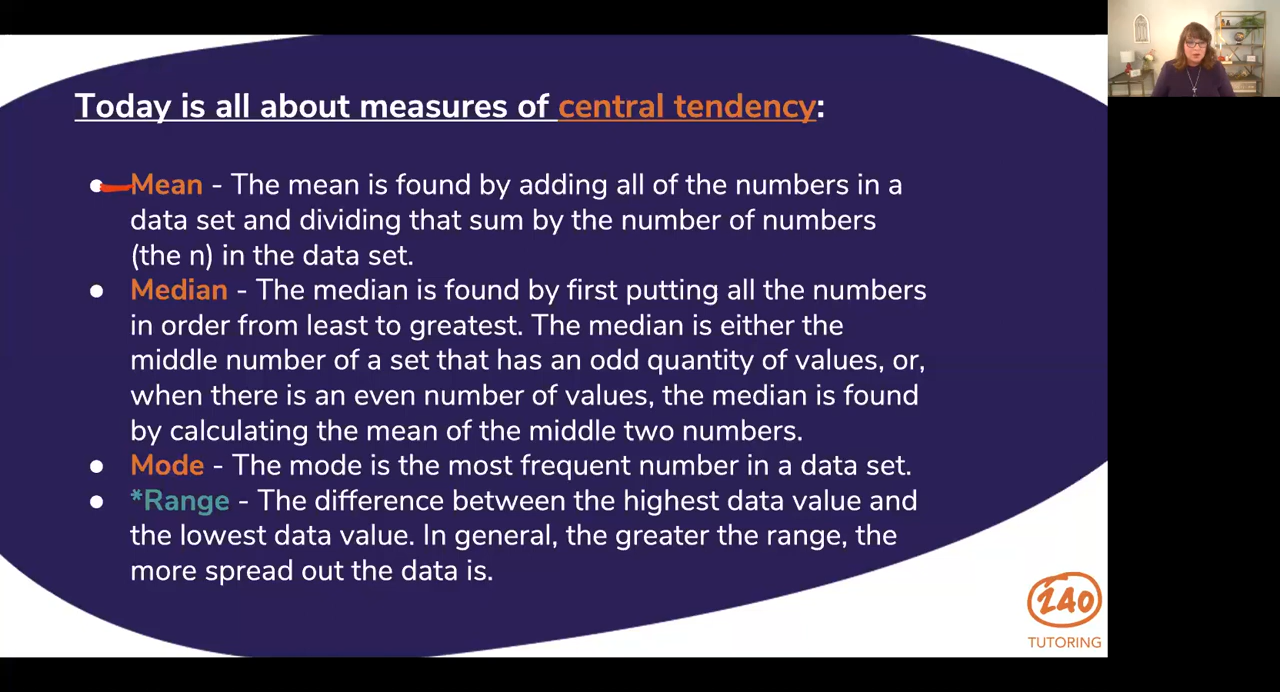 Today is all about measures of central tendency:
● Mean - The mean is found by adding all of the numbers in a
data set and dividing that sum by the number of numbers
(the n) in the data set.
● Median - The median is found by first putting all the numbers
in order from least to greatest. The median is either the
middle number of a set that has an odd quantity of values, or,
when there is an even number of values, the median is found
by calculating the mean of the middle two numbers.
● Mode - The mode is the most frequent number in a data set.
● *Range - The difference between the highest data value and
the lowest data value. In general, the greater the range, the
more spread out the data is.
240
TUTORING